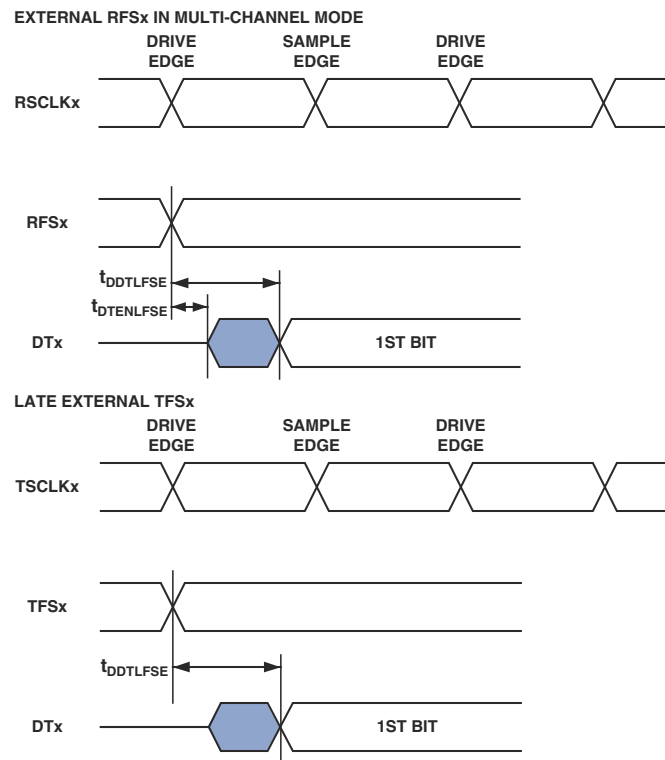 EXTERNAL RFSx IN MULTI-CHANNEL MODE
DRIVE EDGE
SAMPLE EDGE
DRIVE EDGE
RSCLKx
RFSx
tDDTLFSE
tDTENLFSE
DTx
1ST BIT
LATE EXTERNAL TFSx
DRIVE EDGE
SAMPLE EDGE
DRIVE EDGE
TSCLKx
TFSx
tDDTLFSE
DTx
1ST BIT